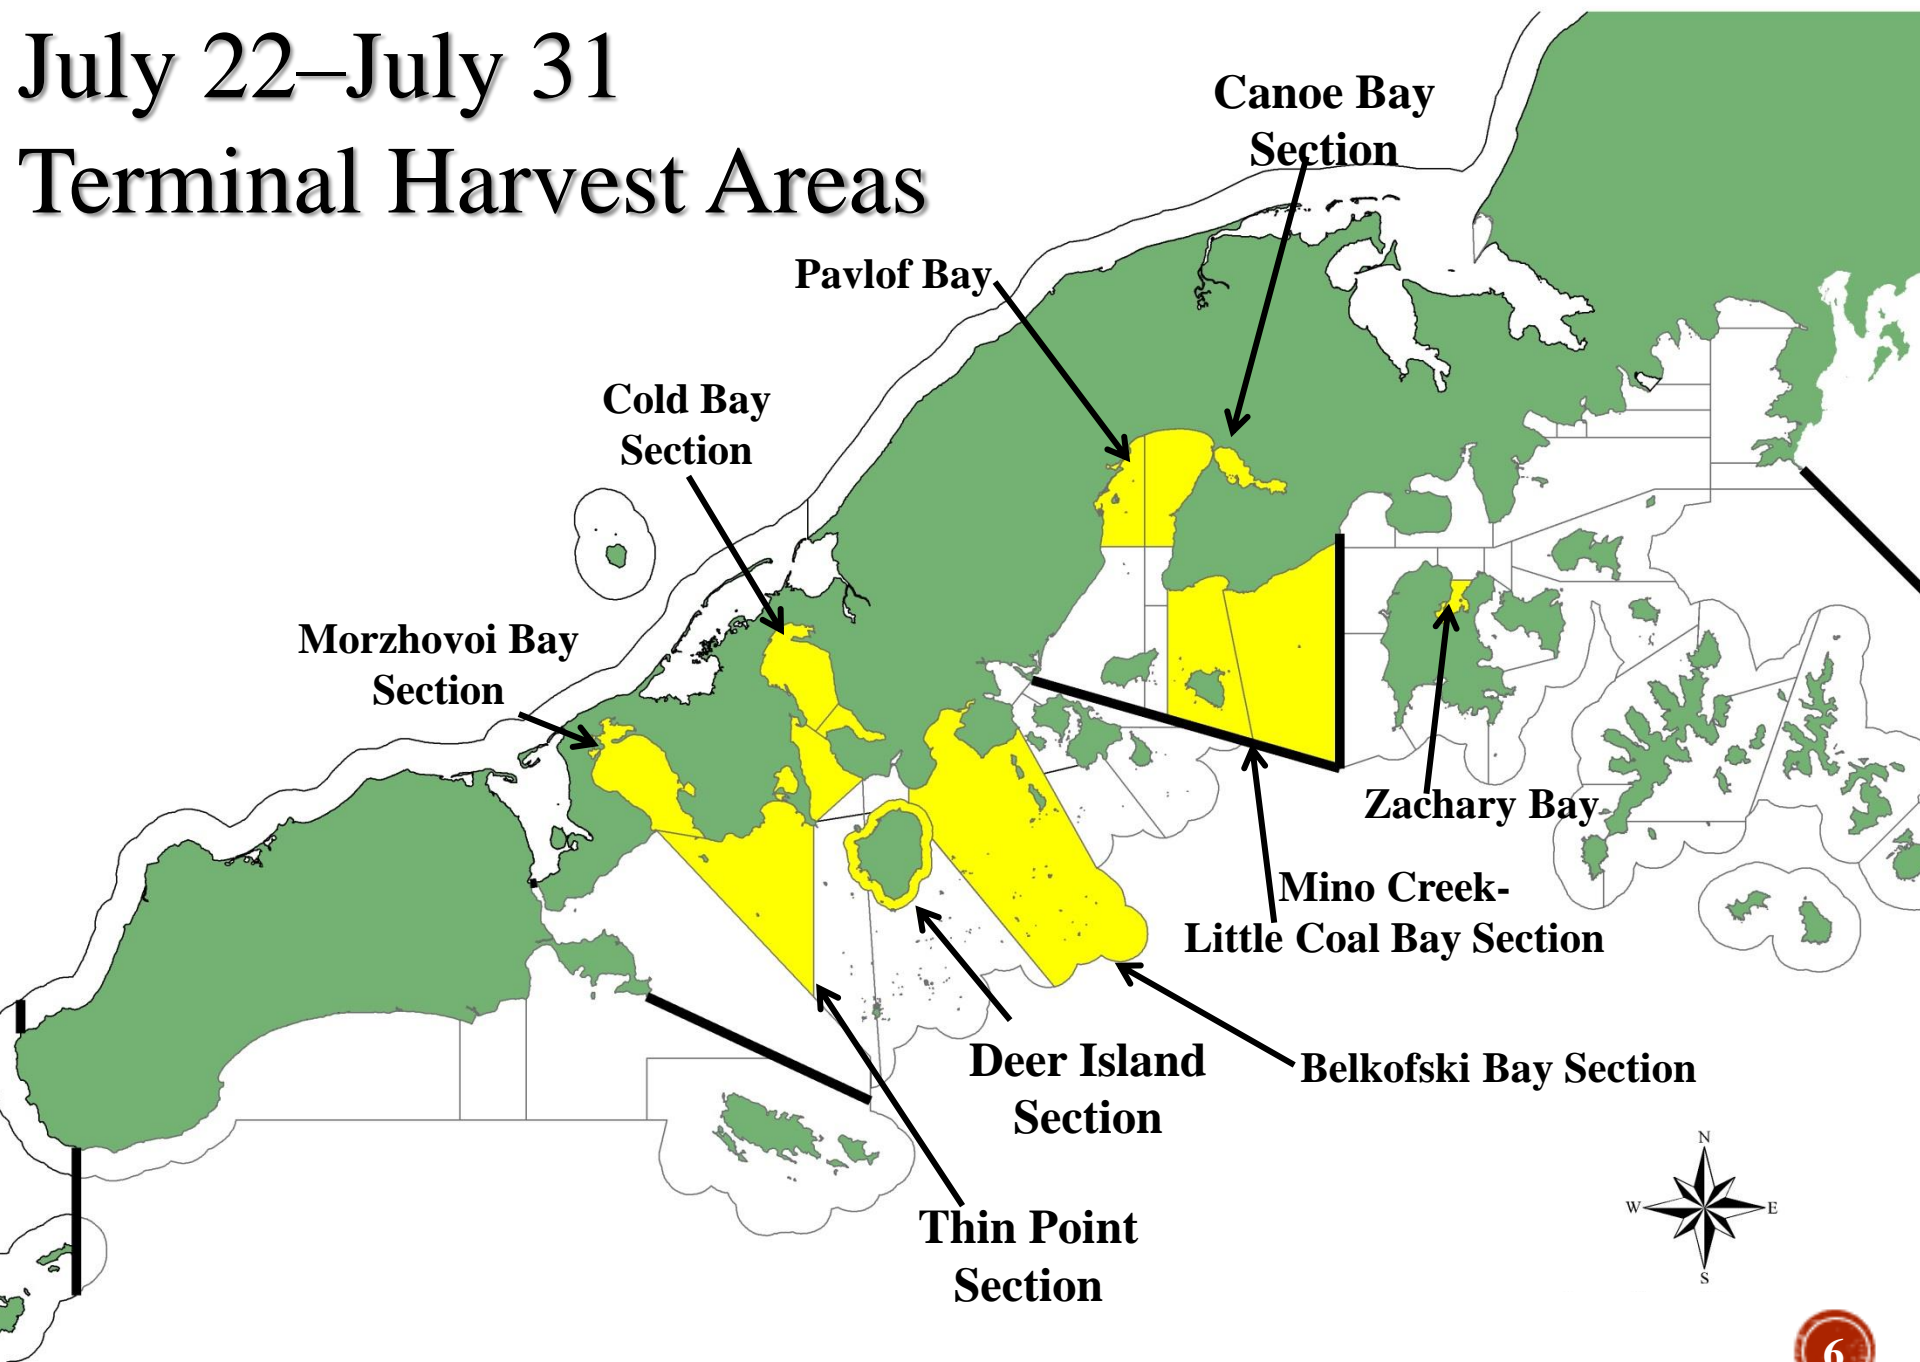 July 22–July 31
Terminal Harvest Areas
Canoe Bay
Section
Pavlof Bay
Cold Bay
Section
Morzhovoi Bay
Section
Zachary Bay
Mino Creek-
Little Coal Bay Section
Deer Island
Section
Belkofski Bay Section
Thin Point
Section
N
W
E
S
6